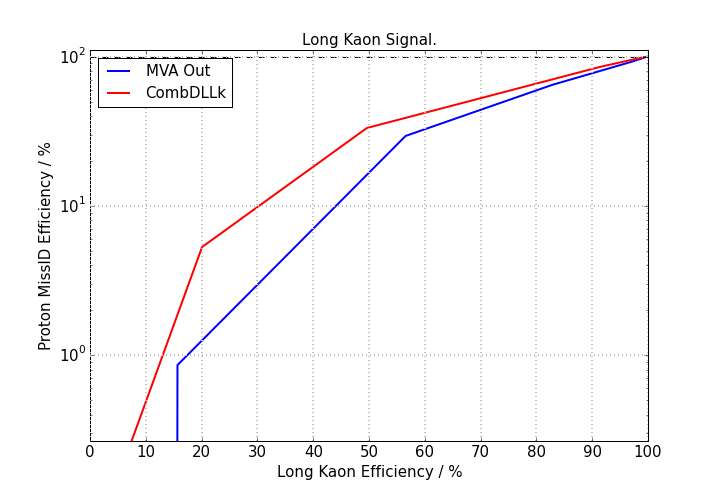 Long Kaon Signal.
MVA Out
CombDLLk
Proton MissID Efficiency / %
10²
10¹
10⁰
0 10 20 30 40 50 60 70 80 90 100
Long Kaon Efficiency / %